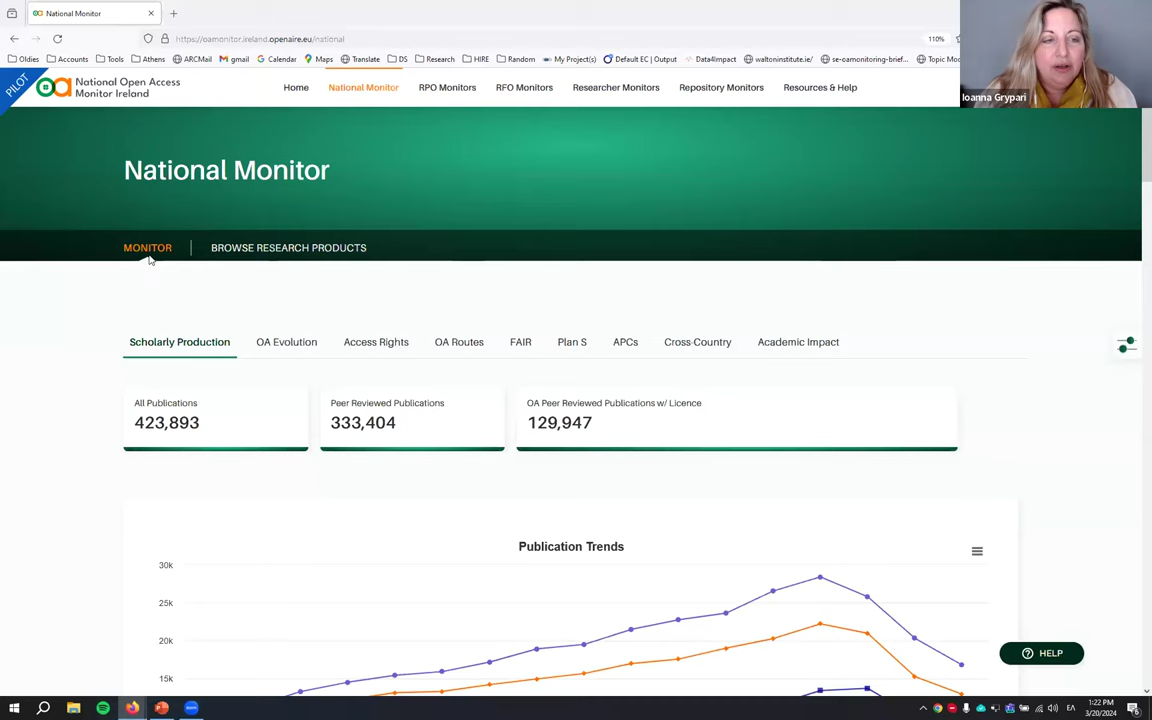 National Monitor
https://oamonitor.ireland.openaire.eu/national
110%
Oldies
Accounts
Tools
Athens
ARCMail
gmail
Calendar
Maps
Translate
DS
Research
HIRE
Random
My Project(s)
Default EC | Output
Data4Impact
waltoninstitute.ie/
se-oamonitoring-brief...
Topic Mod
PILOT
National Open Access
Monitor Ireland
Home
National Monitor
RPO Monitors
RFO Monitors
Researcher Monitors
Repository Monitors
Resources & Help
Ioanna Grypari
National Monitor
MONITOR
BROWSE RESEARCH PRODUCTS
Scholarly Production
OA Evolution
Access Rights
OA Routes
FAIR
Plan S
APCs
Cross-Country
Academic Impact
All Publications
423,893
Peer Reviewed Publications
333,404
OA Peer Reviewed Publications w/ Licence
129,947
Publication Trends
30k
25k
20k
15k
HELP
ΕΛ
1:22 PM
3/20/2024